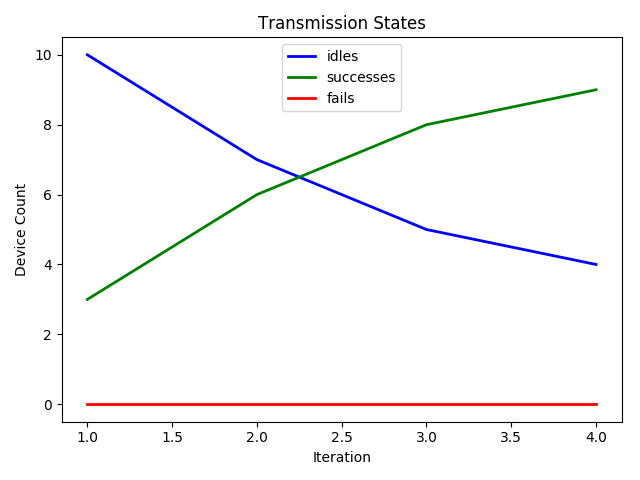 Transmission States
idles
successes
fails
Device Count
10
8
6
4
2
0
1.0 1.5 2.0 2.5 3.0 3.5 4.0
Iteration